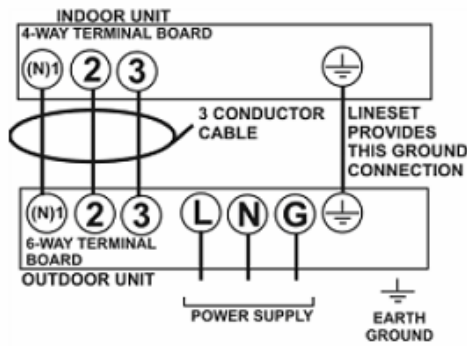 INDOOR UNIT
4-WAY TERMINAL BOARD
(N)1 2 3
3 CONDUCTOR
CABLE
LINESET
PROVIDES
THIS GROUND
CONNECTION
(N)1 2 3 L N G
6-WAY TERMINAL
BOARD
OUTDOOR UNIT
POWER SUPPLY
EARTH
GROUND